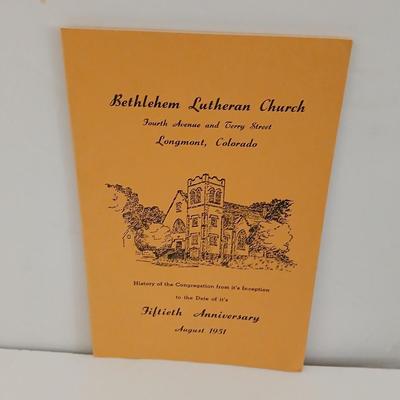 Bethlehem Lutheran Church
Fourth Avenue and Terry Street
Longmont, Colorado
History of the Congregation from it's Inception
to the Date of it's
Fiftieth Anniversary
August 1951